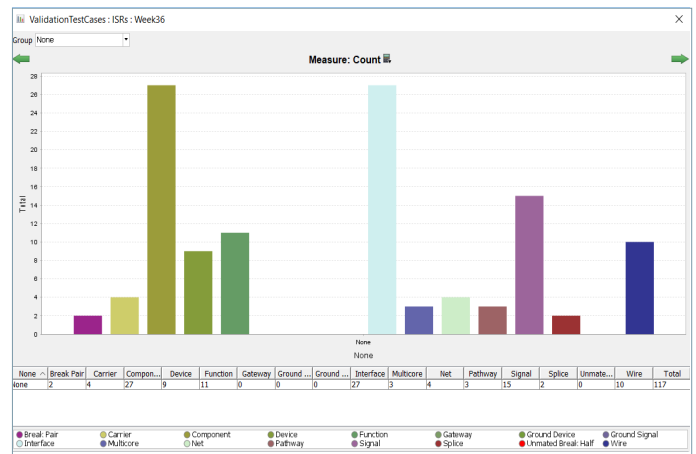 ValidationTestCases : ISRs : Week36
Group None
Measure: Count
28
26
24
22
20
18
16
14
12
10
8
6
4
2
0
Total
None
None
None Break Pair Carrier Compon... Device Function Gateway Ground ... Ground ... Interface Multicore Net Pathway Signal Splice Unmate... Wire Total
None 2 4 27 9 11 0 0 0 27 3 4 3 15 2 0 10 117
Break Pair Carrier Component Device Function Gateway Ground Device Ground Signal
Interface Multicore Net Pathway Signal Splice Unmated Break: Half Wire